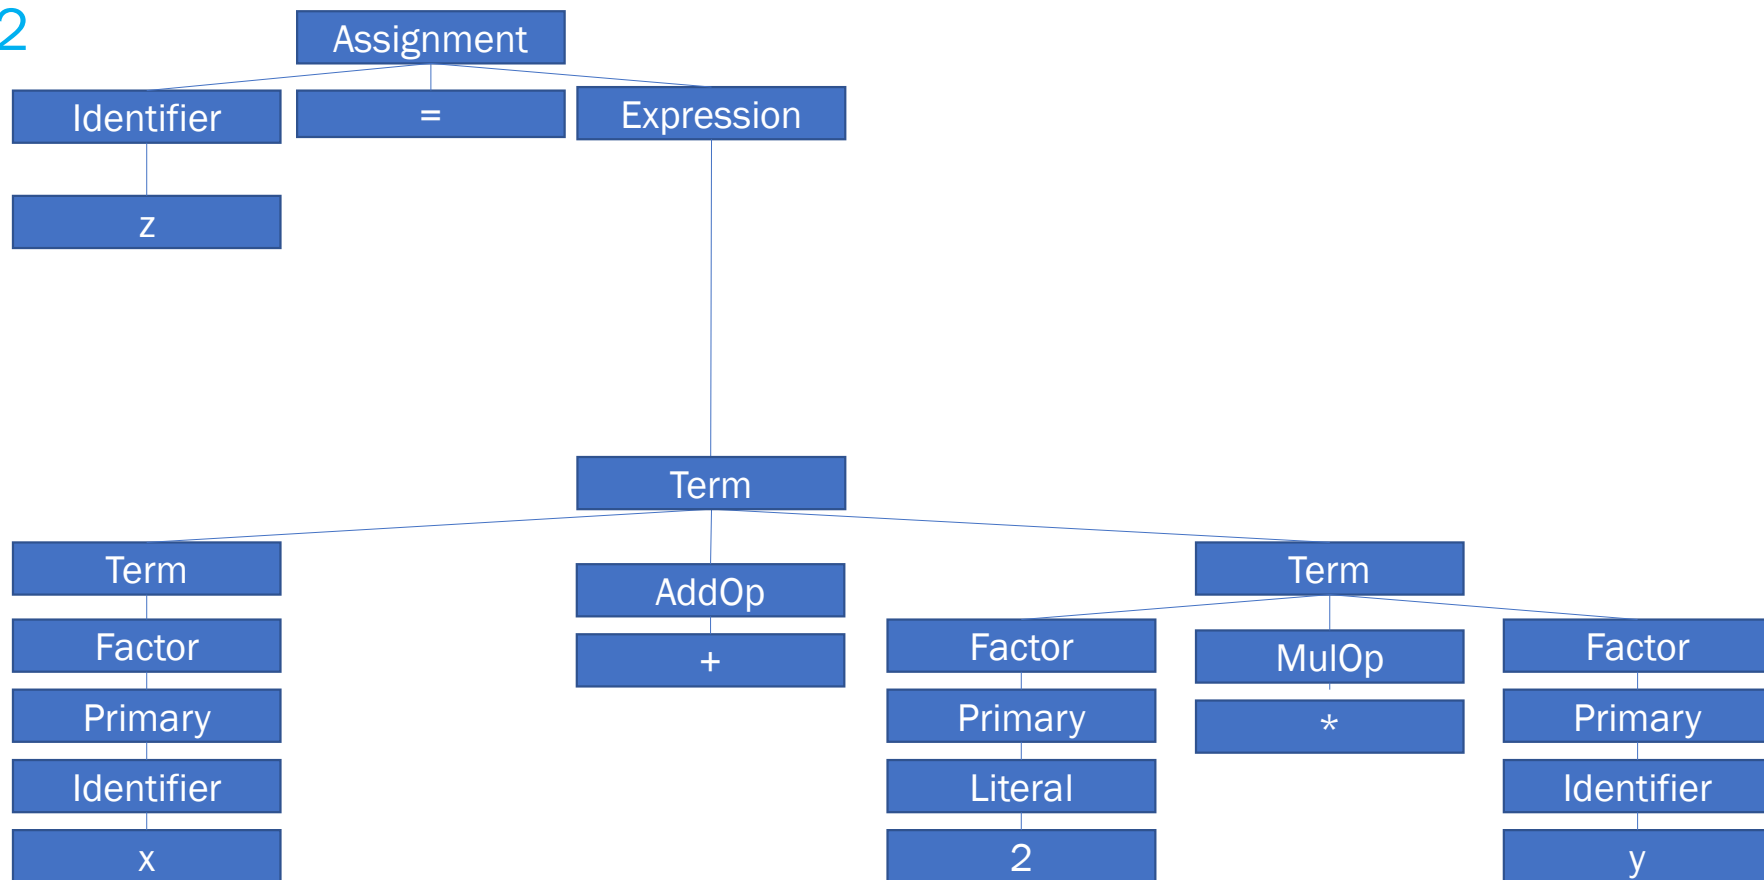 2
Assignment
Identifier
=
Expression
z
Term
Term
AddOp
Term
+
Factor
Factor
MulOp
Factor
Primary
Primary
*
Primary
Identifier
Literal
Identifier
x
2
y